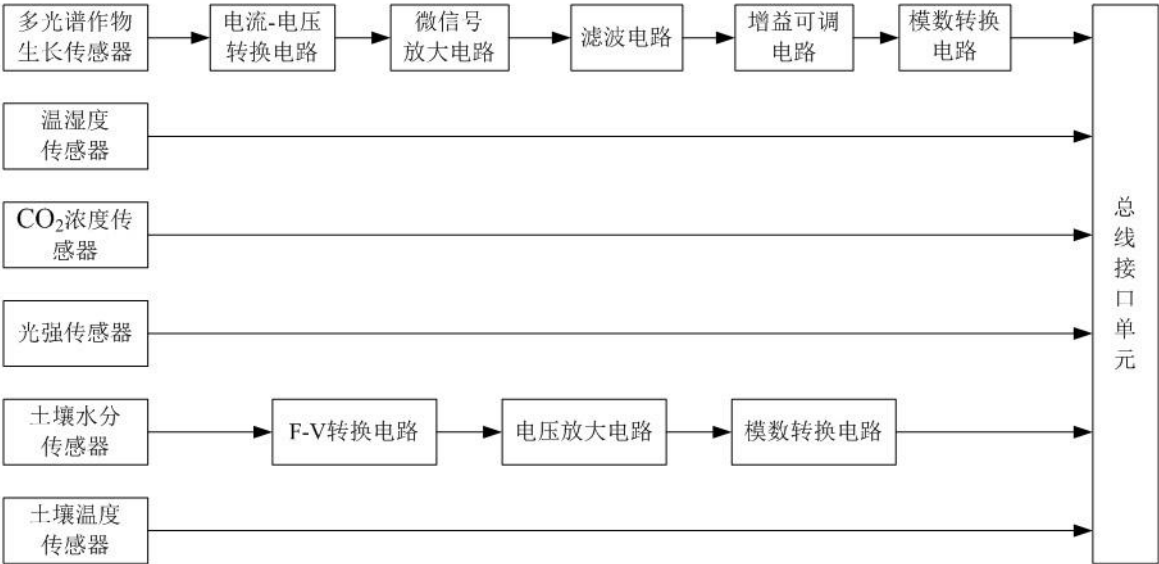 多光谱作物
生长传感器
电流-电压
转换电路
微信号
放大电路
滤波电路
增益可调
电路
模数转换
电路
温湿度
传感器
CO₂浓度传
感器
光强传感器
土壤水分
传感器
F-V转换电路
电压放大电路
模数转换电路
土壤温度
传感器
总
线
接
口
单
元